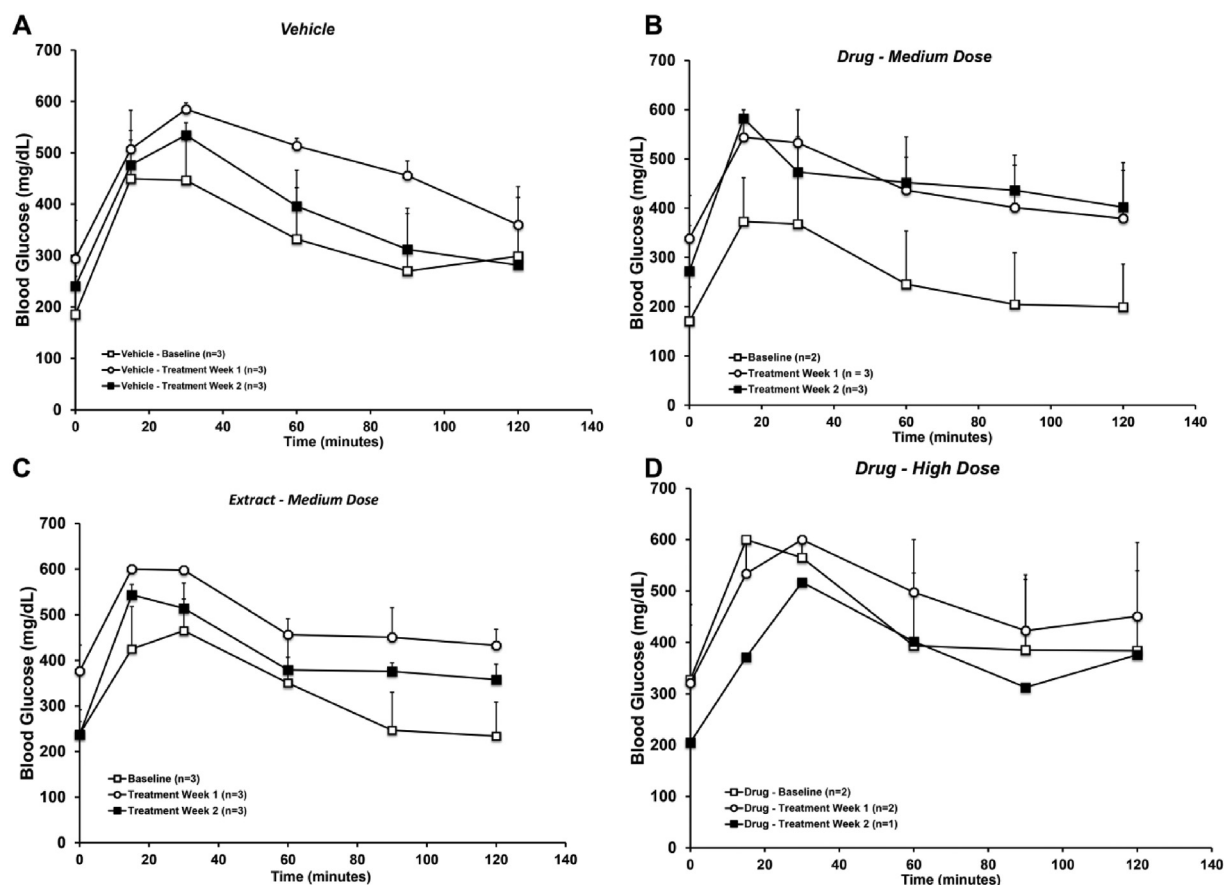 A
Vehicle
700
600
500
400
300
200
100
0
Blood Glucose (mg/dL)
Vehicle - Baseline (n=3)
Vehicle - Treatment Week 1 (n=3)
Vehicle - Treatment Week 2 (n=3)
0 20 40 60 80 100 120 140
Time (minutes)
B
Drug - Medium Dose
700
600
500
400
300
200
100
0
Blood Glucose (mg/dL)
Baseline (n=2)
Treatment Week 1 (n = 3)
Treatment Week 2 (n=3)
0 20 40 60 80 100 120 140
Time (minutes)
C
Extract - Medium Dose
700
600
500
400
300
200
100
0
Blood Glucose (mg/dL)
Baseline (n=3)
Treatment Week 1 (n=3)
Treatment Week 2 (n=3)
0 20 40 60 80 100 120 140
Time (minutes)
D
Drug - High Dose
700
600
500
400
300
200
100
0
Blood Glucose (mg/dL)
Drug - Baseline (n=2)
Drug - Treatment Week 1 (n=2)
Drug - Treatment Week 2 (n=1)
0 20 40 60 80 100 120 140
Time (minutes)